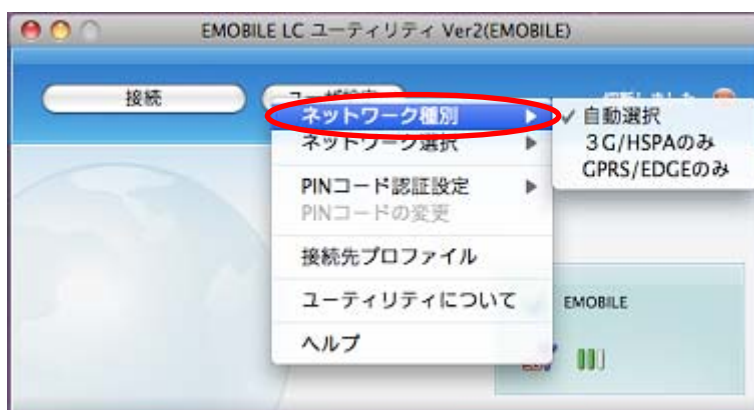 EMOBILE LC ユーティリティ Ver2(EMOBILE)
接続
ネットワーク種別
ネットワーク選択
PINコード認証設定
PINコードの変更
接続先プロファイル
ユーティリティについて
ヘルプ
自動選択
3G/HSPAのみ
GPRS/EDGEのみ
EMOBILE